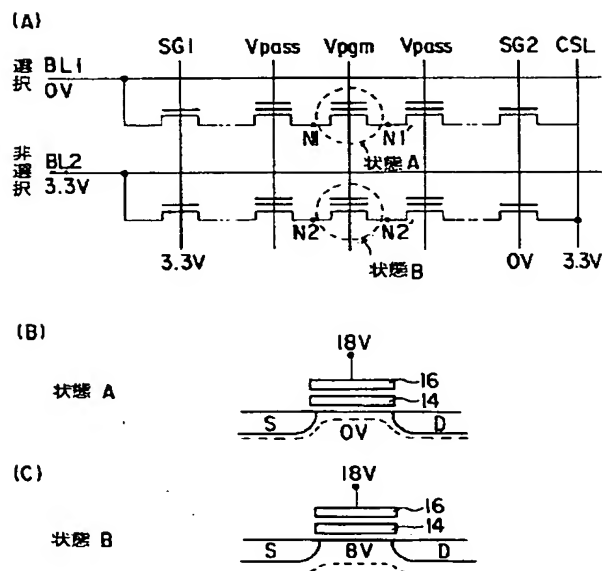 (A)
SG1 Vpass Vpgm Vpass SG2 CSL
選択 BL1
0V
N1 N1'
状態A
非選択 BL2
3.3V
N2 N2'
状態B
3.3V 0V 3.3V
(B)
18V
状態 A
16
14
S 0V D
(C)
18V
状態 B
16
14
S 8V D